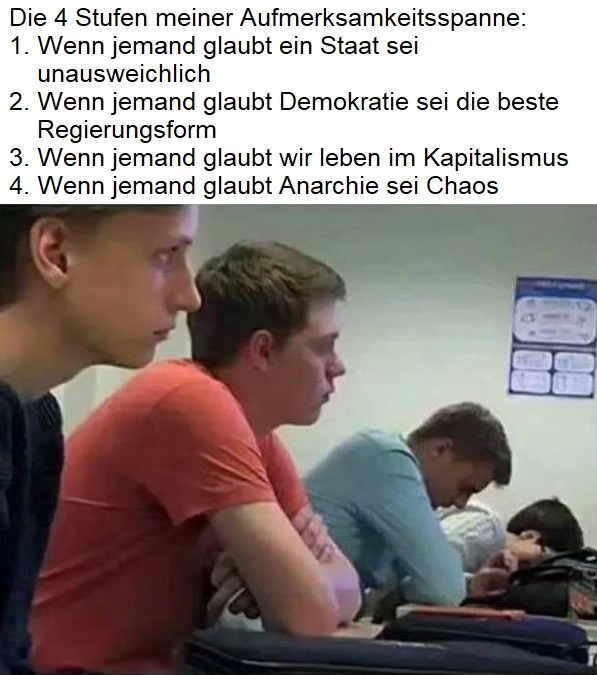 Die 4 Stufen meiner Aufmerksamkeitsspanne:
1. Wenn jemand glaubt ein Staat sei
unausweichlich
2. Wenn jemand glaubt Demokratie sei die beste
Regierungsform
3. Wenn jemand glaubt wir leben im Kapitalismus
4. Wenn jemand glaubt Anarchie sei Chaos